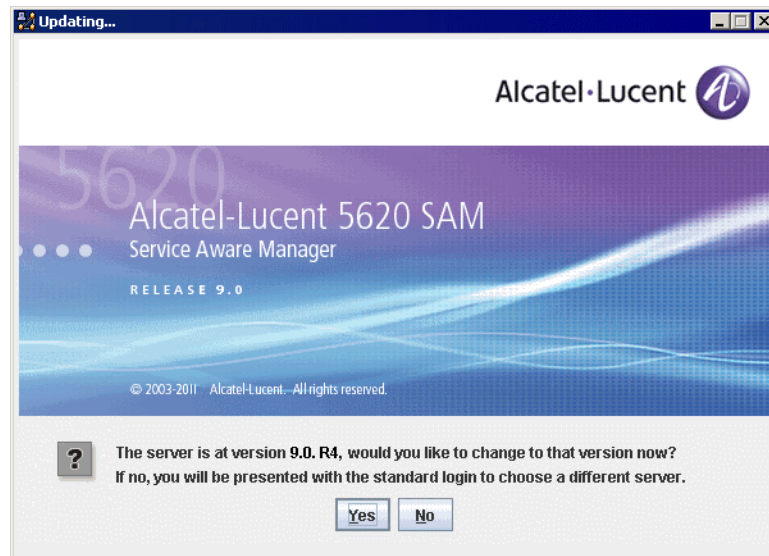 Updating...
Alcatel·Lucent
5620
Alcatel-Lucent 5620 SAM
Service Aware Manager
RELEASE 9.0
© 2003-2011 Alcatel-Lucent. All rights reserved.
?
The server is at version 9.0. R4, would you like to change to that version now?
If no, you will be presented with the standard login to choose a different server.
Yes No